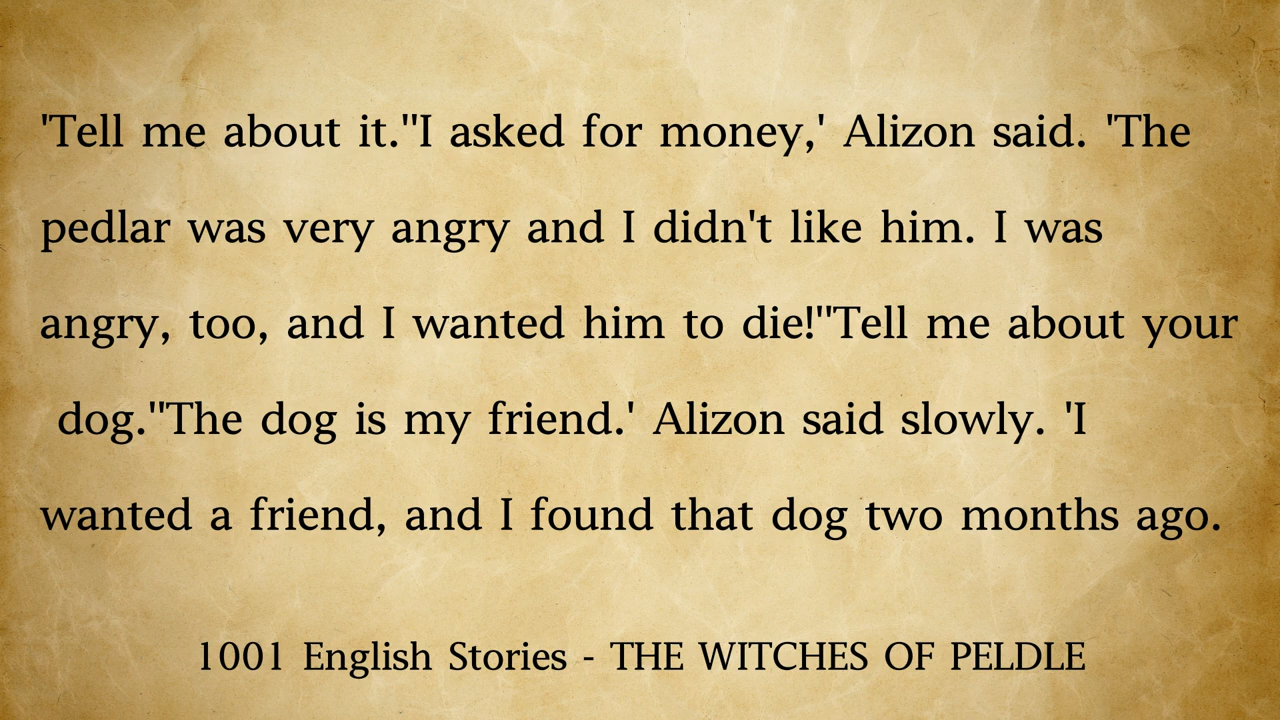 'Tell me about it.''I asked for money,' Alizon said. 'The
pedlar was very angry and I didn't like him. I was
angry, too, and I wanted him to die!''Tell me about your
dog.''The dog is my friend.' Alizon said slowly. 'I
wanted a friend, and I found that dog two months ago.
1001 English Stories - THE WITCHES OF PELDLE